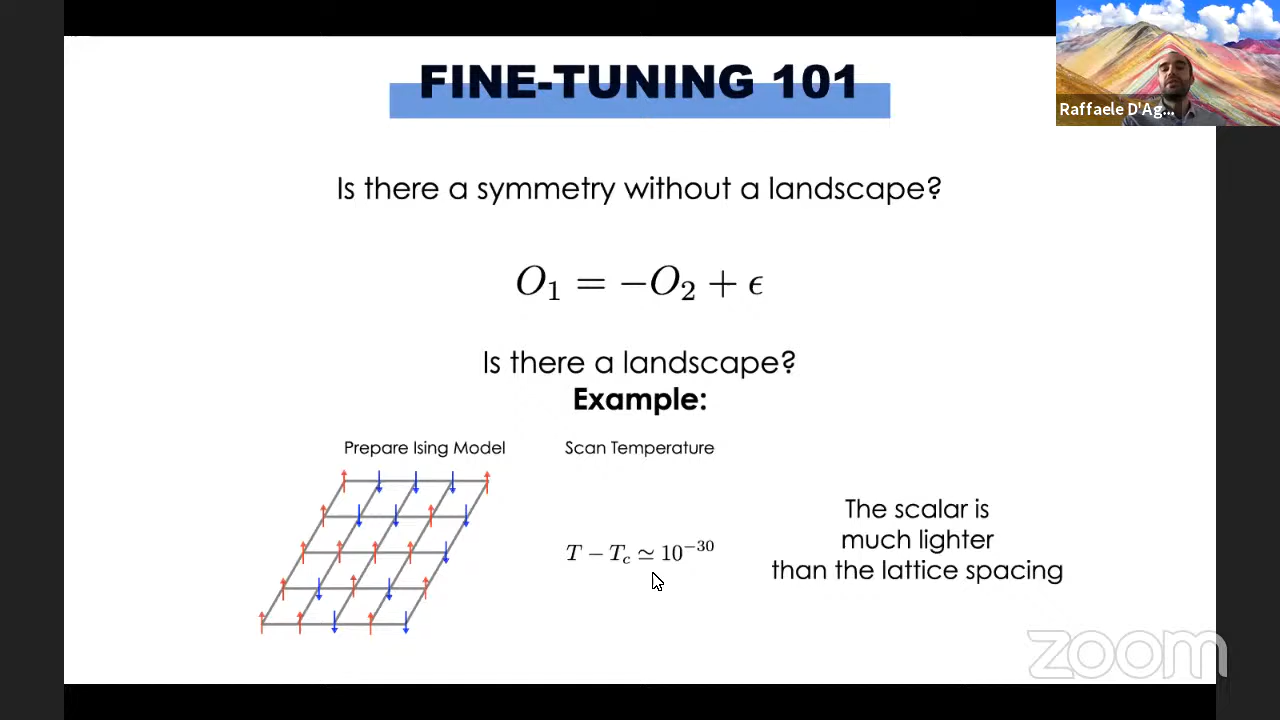 FINE-TUNING 101
Raffaele D'Ag...
Is there a symmetry without a landscape?
O₁ = −O₂ + ϵ
Is there a landscape?
Example:
Prepare Ising Model
Scan Temperature
T − T_c ≃ 10⁻³⁰
The scalar is
much lighter
than the lattice spacing
zoom